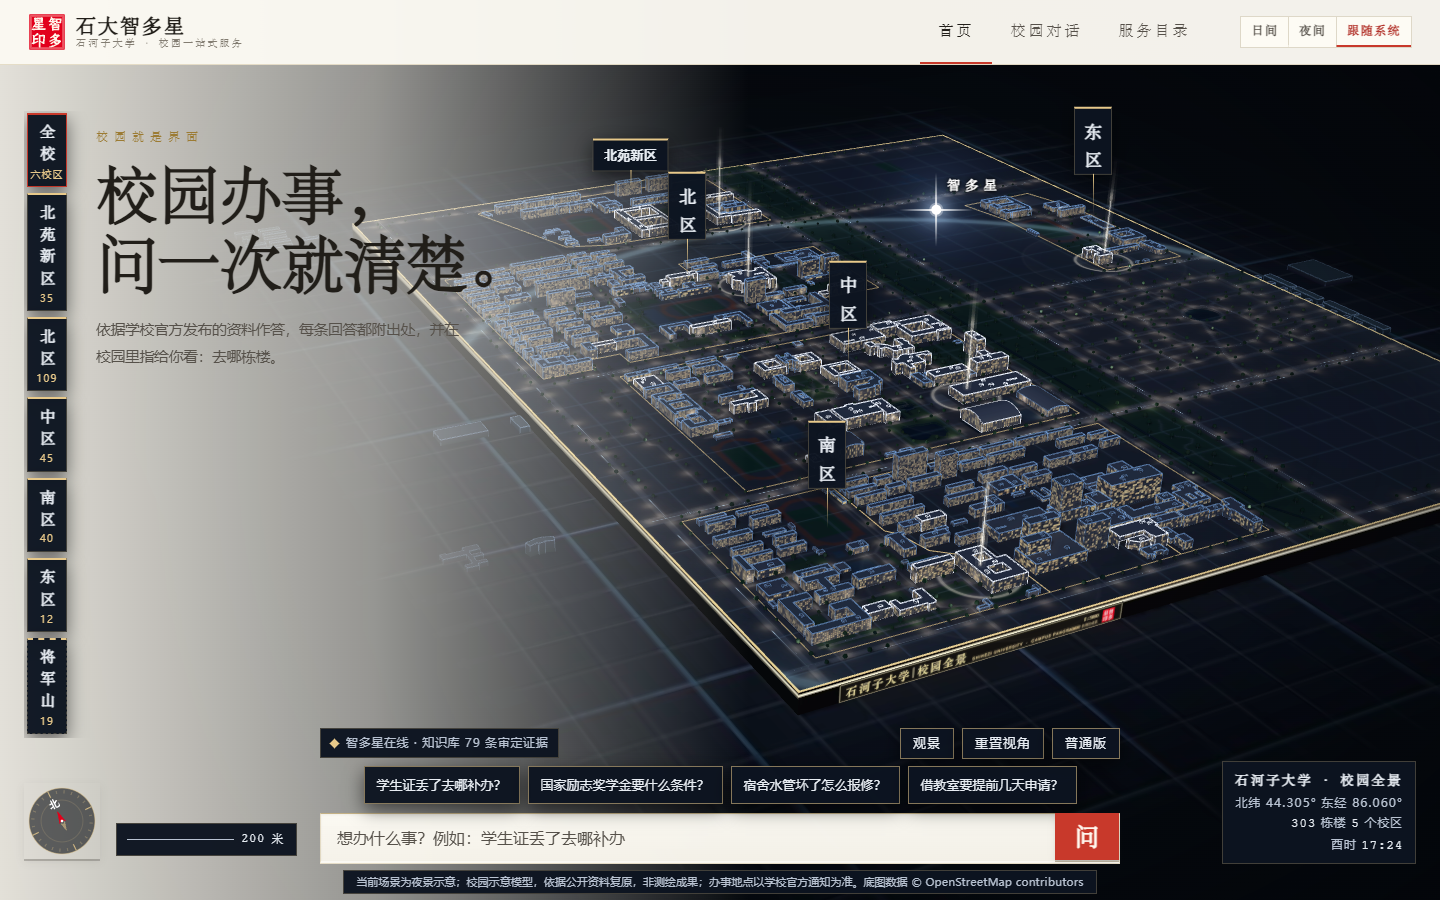 星智
印多
石大智多星
石河子大学 · 校园一站式服务
首页
校园对话
服务目录
日间
夜间
跟随系统
全校
六校区
北苑新区
35
北区
109
中区
45
南区
40
东区
12
将军山
19
校园就是界面
校园办事，
问一次就清楚。
依据学校官方发布的资料作答，每条回答都附出处，并在
校园里指给你看：去哪栋楼。
北苑新区
北区
智多星
东区
中区
南区
石河子大学 | 校园全景
北
200 米
◆ 智多星在线 · 知识库 79 条审定证据
观景
重置视角
普通版
学生证丢了去哪补办？
国家励志奖学金要什么条件？
宿舍水管坏了怎么报修？
借教室要提前几天申请？
想办什么事？例如：学生证丢了去哪补办
问
当前场景为夜景示意；校园示意模型，依据公开资料复原，非测绘成果；办事地点以学校官方通知为准。底图数据 © OpenStreetMap contributors
石河子大学 · 校园全景
北纬 44.305° 东经 86.060°
303 栋楼 5 个校区
酉时 17:24